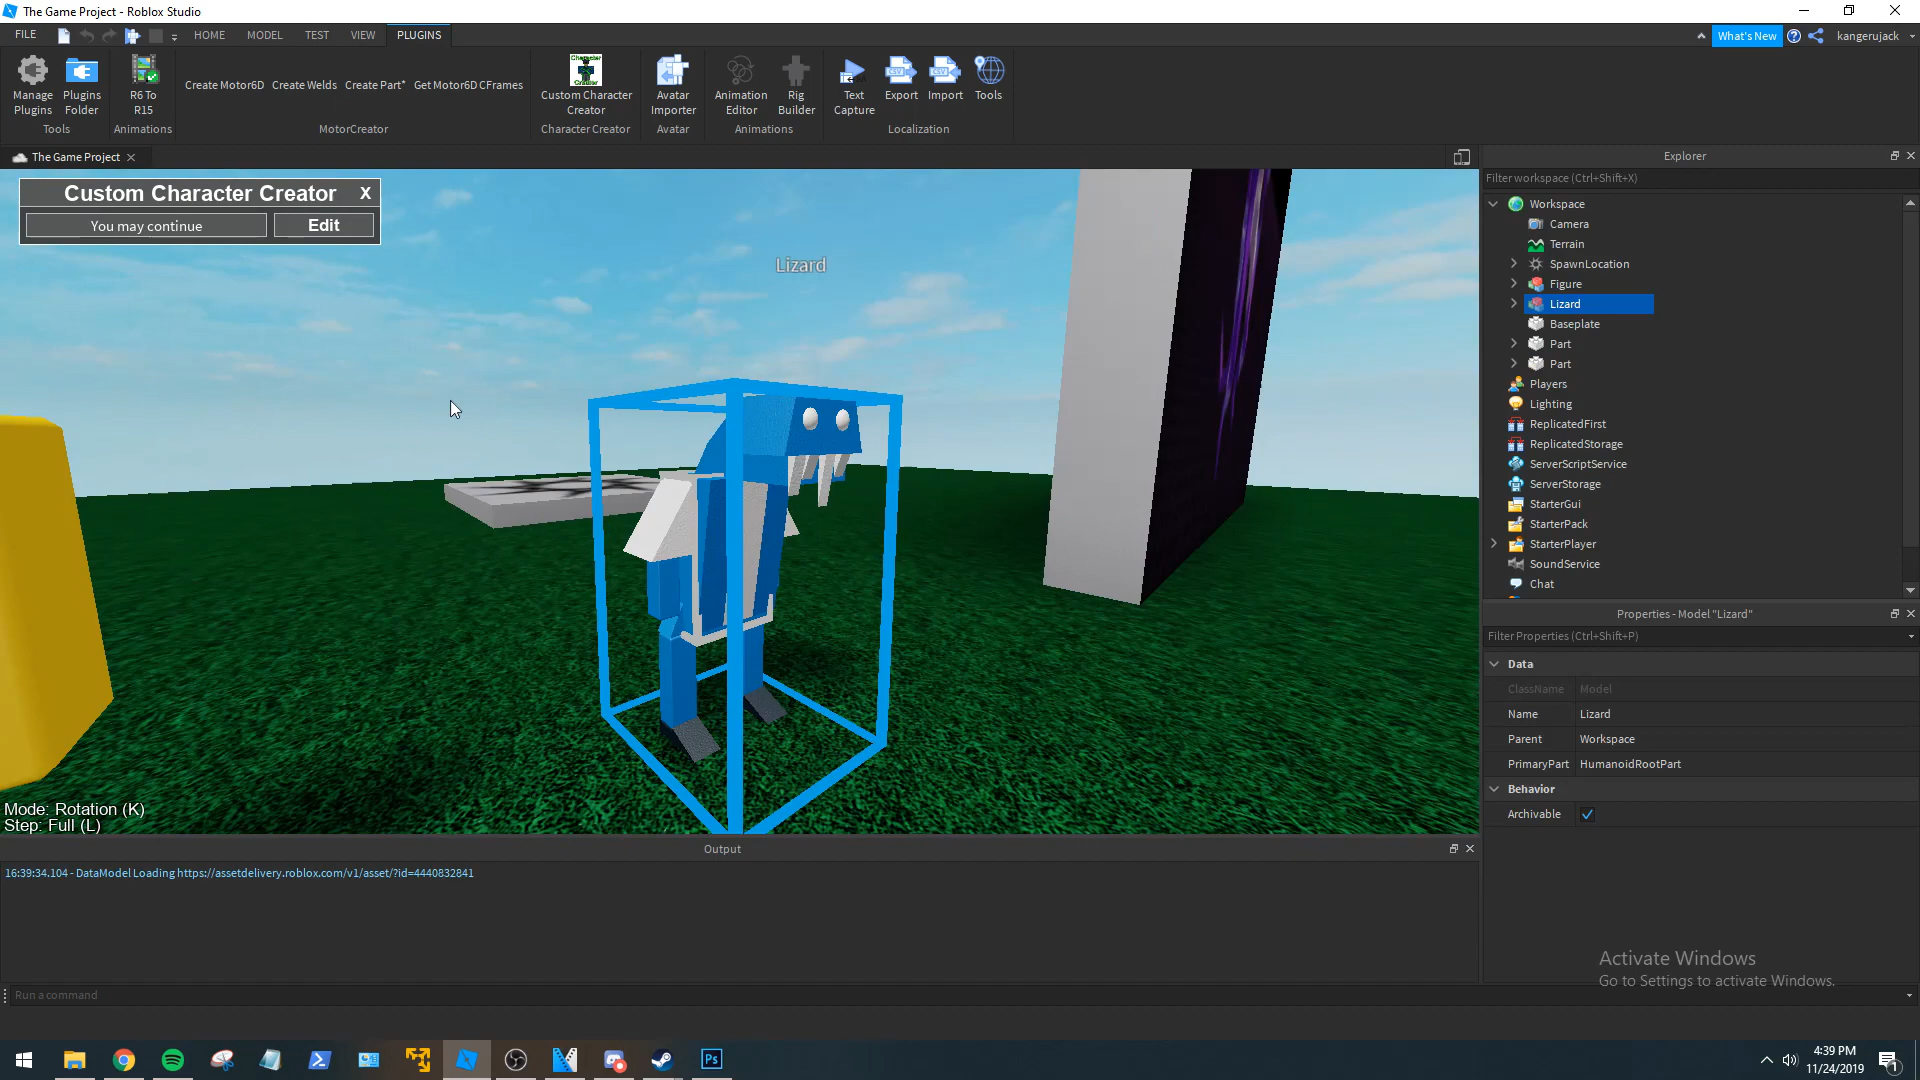 The Game Project - Roblox Studio
FILE HOME MODEL TEST VIEW PLUGINS What's New kangerujack
Manage Plugins
Plugins Folder
Tools
R6 To R15
Animations
Create Motor6D Create Welds Create Part* Get Motor6D CFrames
MotorCreator
Custom Character Creator
Character Creator
Avatar Importer
Avatar
Animation Editor
Rig Builder
Animations
Text Capture
Export
Import
Tools
Localization
The Game Project
Custom Character Creator X
You may continue Edit
Lizard
Mode: Rotation (K)
Step: Full (L)
Explorer
Filter workspace (Ctrl+Shift+X)
Workspace
Camera
Terrain
SpawnLocation
Figure
Lizard
Baseplate
Part
Part
Players
Lighting
ReplicatedFirst
ReplicatedStorage
ServerScriptService
ServerStorage
StarterGui
StarterPack
StarterPlayer
SoundService
Chat
Properties - Model "Lizard"
Filter Properties (Ctrl+Shift+P)
Data
ClassName Model
Name Lizard
Parent Workspace
PrimaryPart HumanoidRootPart
Behavior
Archivable
Output
16:39:34.104 - DataModel Loading https://assetdelivery.roblox.com/v1/asset/?id=4440832841
Run a command
Activate Windows
Go to Settings to activate Windows.
Ps
4:39 PM
11/24/2019
1